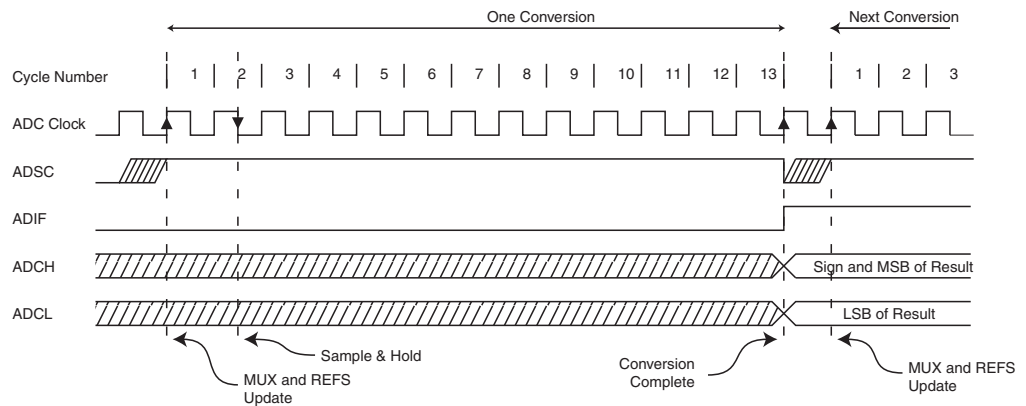 One Conversion
Next Conversion
Cycle Number 1 2 3 4 5 6 7 8 9 10 11 12 13 1 2 3
ADC Clock
ADSC
ADIF
ADCH
Sign and MSB of Result
ADCL
LSB of Result
Sample & Hold
MUX and REFS
Update
Conversion
Complete
MUX and REFS
Update